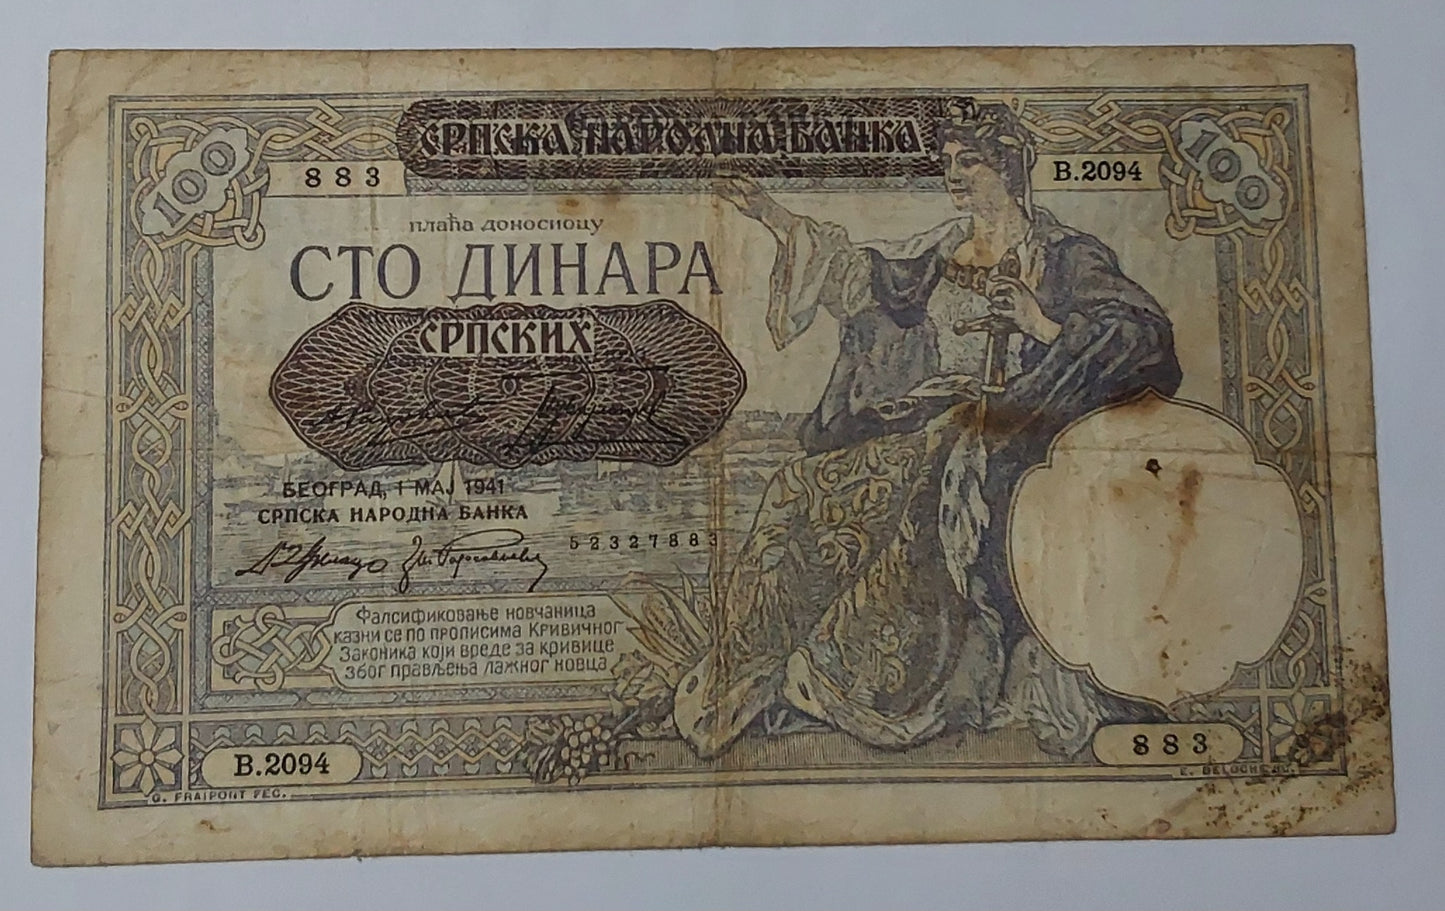 СРПСКА НАРОДНА БАНКА
100
100
883
B.2094
плаћа доносиоцу
СТО ДИНАРА
СРПСКИХ
БЕОГРАД, 1 МАЈ 1941
СРПСКА НАРОДНА БАНКА
52327883
Фалсификовање новчаница
казни се по прописима Кривичног
Законика који вреде за кривице
због прављења лажног новца
B.2094
883
G. FRAIPONT FEC.
E. DELOCHE SC.